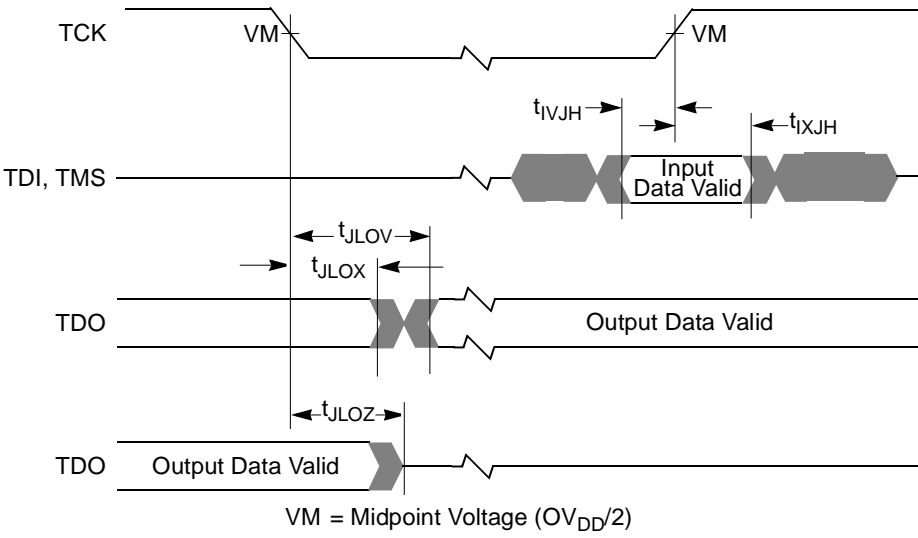 TCK
VM
VM
tIVJH
tIXJH
TDI, TMS
Input
Data Valid
tJLOV
tJLOX
TDO
Output Data Valid
tJLOZ
TDO
Output Data Valid
VM = Midpoint Voltage (OVDD/2)